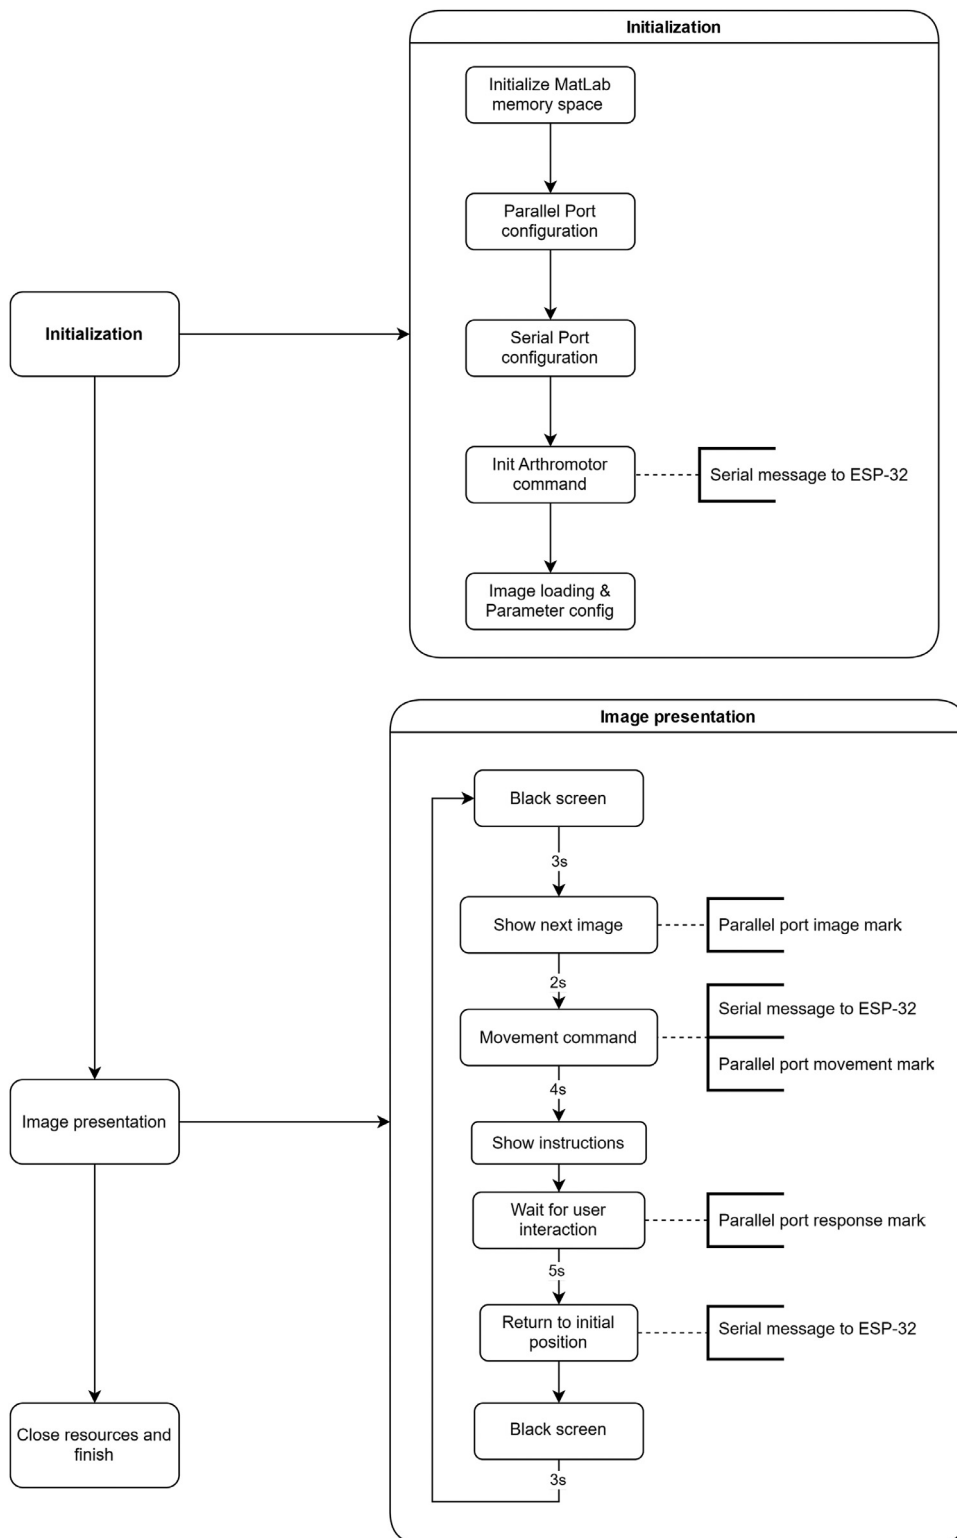 Initialization
Initialize MatLab
memory space
Parallel Port
configuration
Initialization
Serial Port
configuration
Init Arthromotor
command
Serial message to ESP-32
Image loading &
Parameter config
Image presentation
Black screen
3s
Show next image
Parallel port image mark
2s
Serial message to ESP-32
Movement command
Parallel port movement mark
4s
Image presentation
Show instructions
Wait for user
interaction
Parallel port response mark
5s
Return to initial
position
Serial message to ESP-32
Black screen
Close resources and
finish
3s